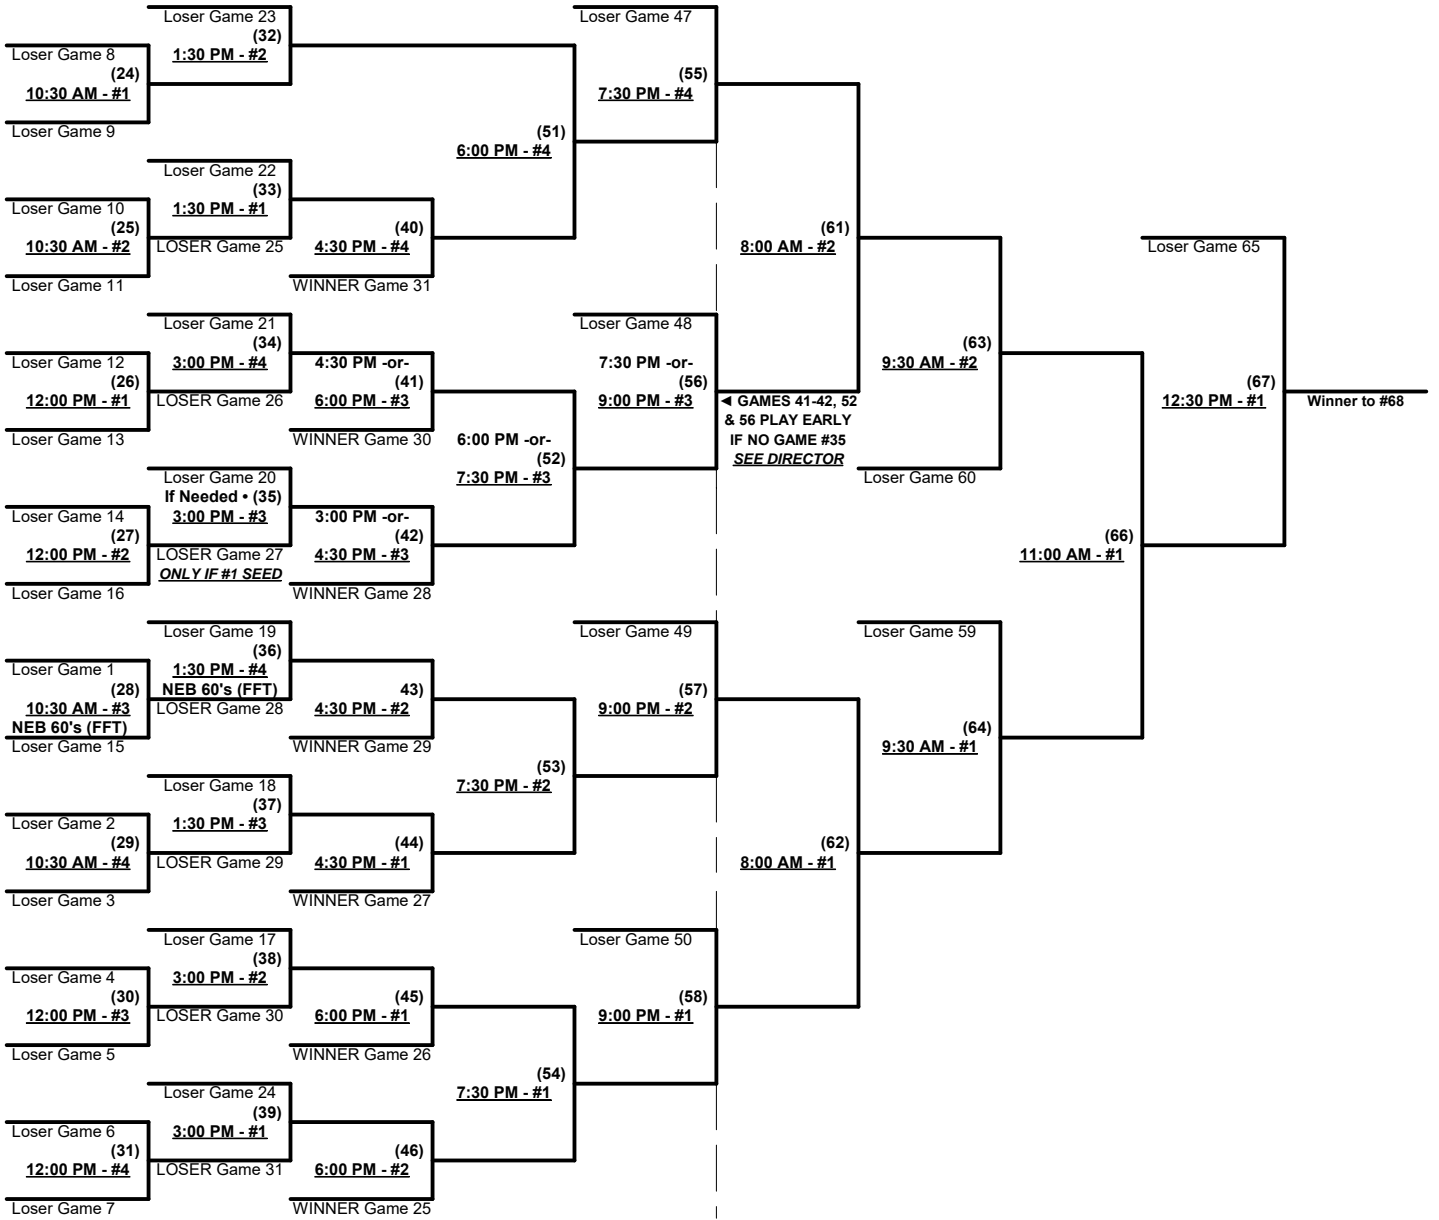 Loser Game 23
(32)
1:30 PM - #2
Loser Game 8
(24)
10:30 AM - #1
Loser Game 9
Loser Game 22
(33)
1:30 PM - #1
Loser Game 10
(25)
10:30 AM - #2
LOSER Game 25
Loser Game 11
(40)
4:30 PM - #4
WINNER Game 31
(51)
6:00 PM - #4
Loser Game 47
(55)
7:30 PM - #4
Loser Game 21
(34)
3:00 PM - #4
Loser Game 12
(26)
12:00 PM - #1
LOSER Game 26
Loser Game 13
4:30 PM -or-
(41)
6:00 PM - #3
WINNER Game 30
Loser Game 20
If Needed • (35)
3:00 PM - #3
Loser Game 14
(27)
12:00 PM - #2
LOSER Game 27
ONLY IF #1 SEED
Loser Game 16
3:00 PM -or-
(42)
4:30 PM - #3
WINNER Game 28
6:00 PM -or-
(52)
7:30 PM - #3
Loser Game 48
7:30 PM -or-
(56)
9:00 PM - #3
◄ GAMES 41-42, 52
& 56 PLAY EARLY
IF NO GAME #35
SEE DIRECTOR
(61)
8:00 AM - #2
(63)
9:30 AM - #2
Loser Game 60
Loser Game 19
(36)
1:30 PM - #4
NEB 60's (FFT)
Loser Game 1
(28)
10:30 AM - #3
NEB 60's (FFT)
LOSER Game 28
Loser Game 15
43)
4:30 PM - #2
WINNER Game 29
Loser Game 18
(37)
1:30 PM - #3
Loser Game 2
(29)
10:30 AM - #4
LOSER Game 29
Loser Game 3
(44)
4:30 PM - #1
WINNER Game 27
(53)
7:30 PM - #2
Loser Game 49
(57)
9:00 PM - #2
Loser Game 17
(38)
3:00 PM - #2
Loser Game 4
(30)
12:00 PM - #3
LOSER Game 30
Loser Game 5
(45)
6:00 PM - #1
WINNER Game 26
Loser Game 24
(39)
3:00 PM - #1
Loser Game 6
(31)
12:00 PM - #4
LOSER Game 31
Loser Game 7
(46)
6:00 PM - #2
WINNER Game 25
(54)
7:30 PM - #1
Loser Game 50
(58)
9:00 PM - #1
(62)
8:00 AM - #1
Loser Game 59
(64)
9:30 AM - #1
(66)
11:00 AM - #1
Loser Game 65
(67)
12:30 PM - #1
Winner to #68